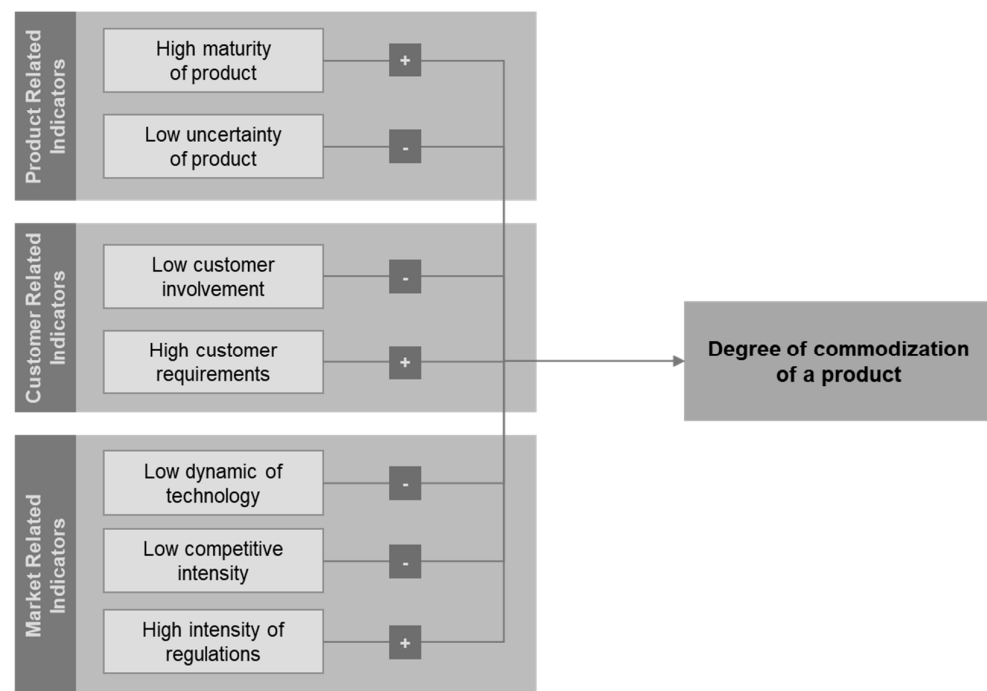 Product Related
Indicators
High maturity
of product
+
Low uncertainty
of product
-
Customer Related
Indicators
Low customer
involvement
-
High customer
requirements
+
Degree of commodization
of a product
Market Related
Indicators
Low dynamic of
technology
-
Low competitive
intensity
-
High intensity of
regulations
+